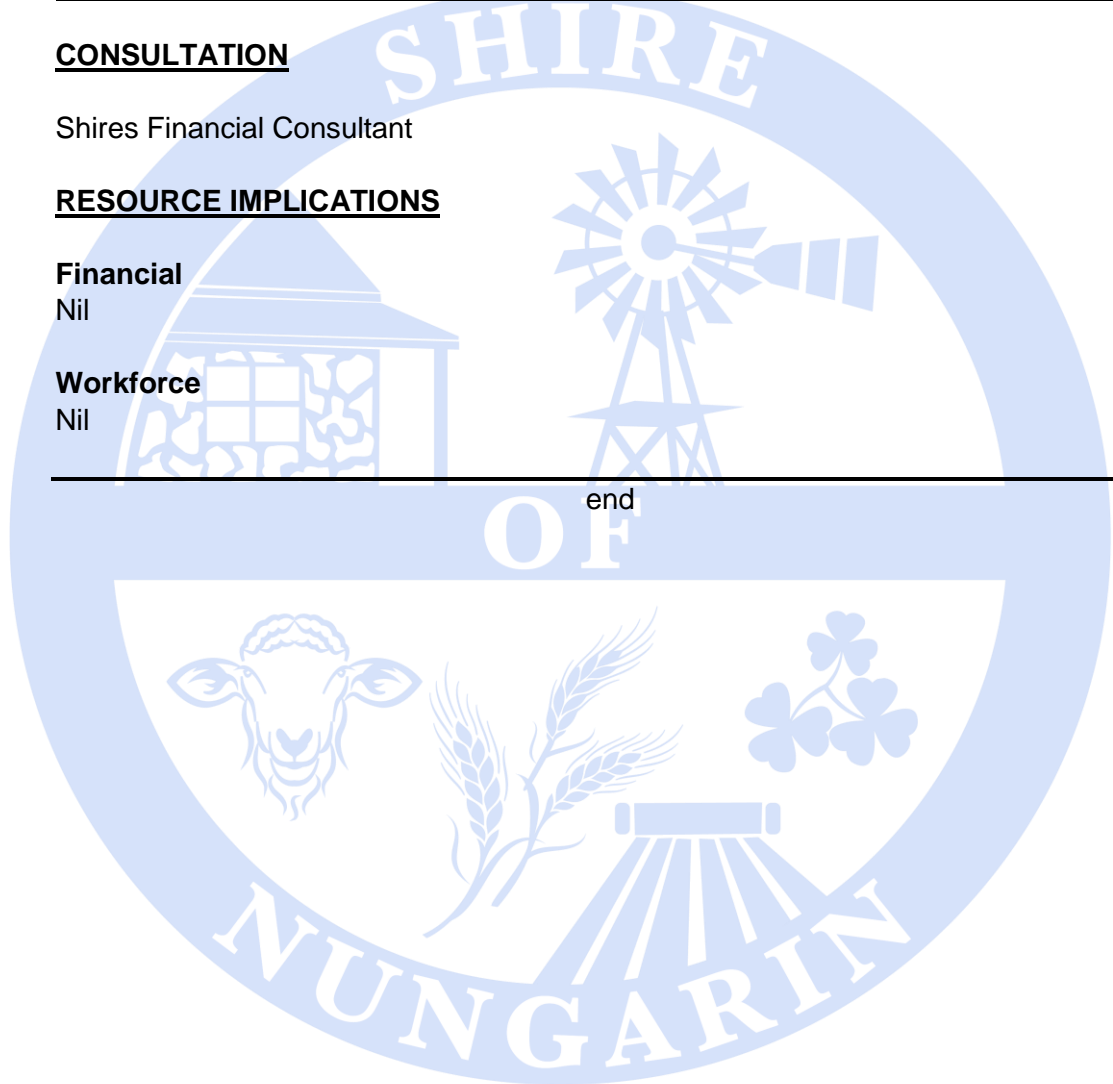 SHIRE
CONSULTATION
Shires Financial Consultant
RESOURCE IMPLICATIONS
Financial
Nil
Workforce
Nil
end
OF
NUNGARIN